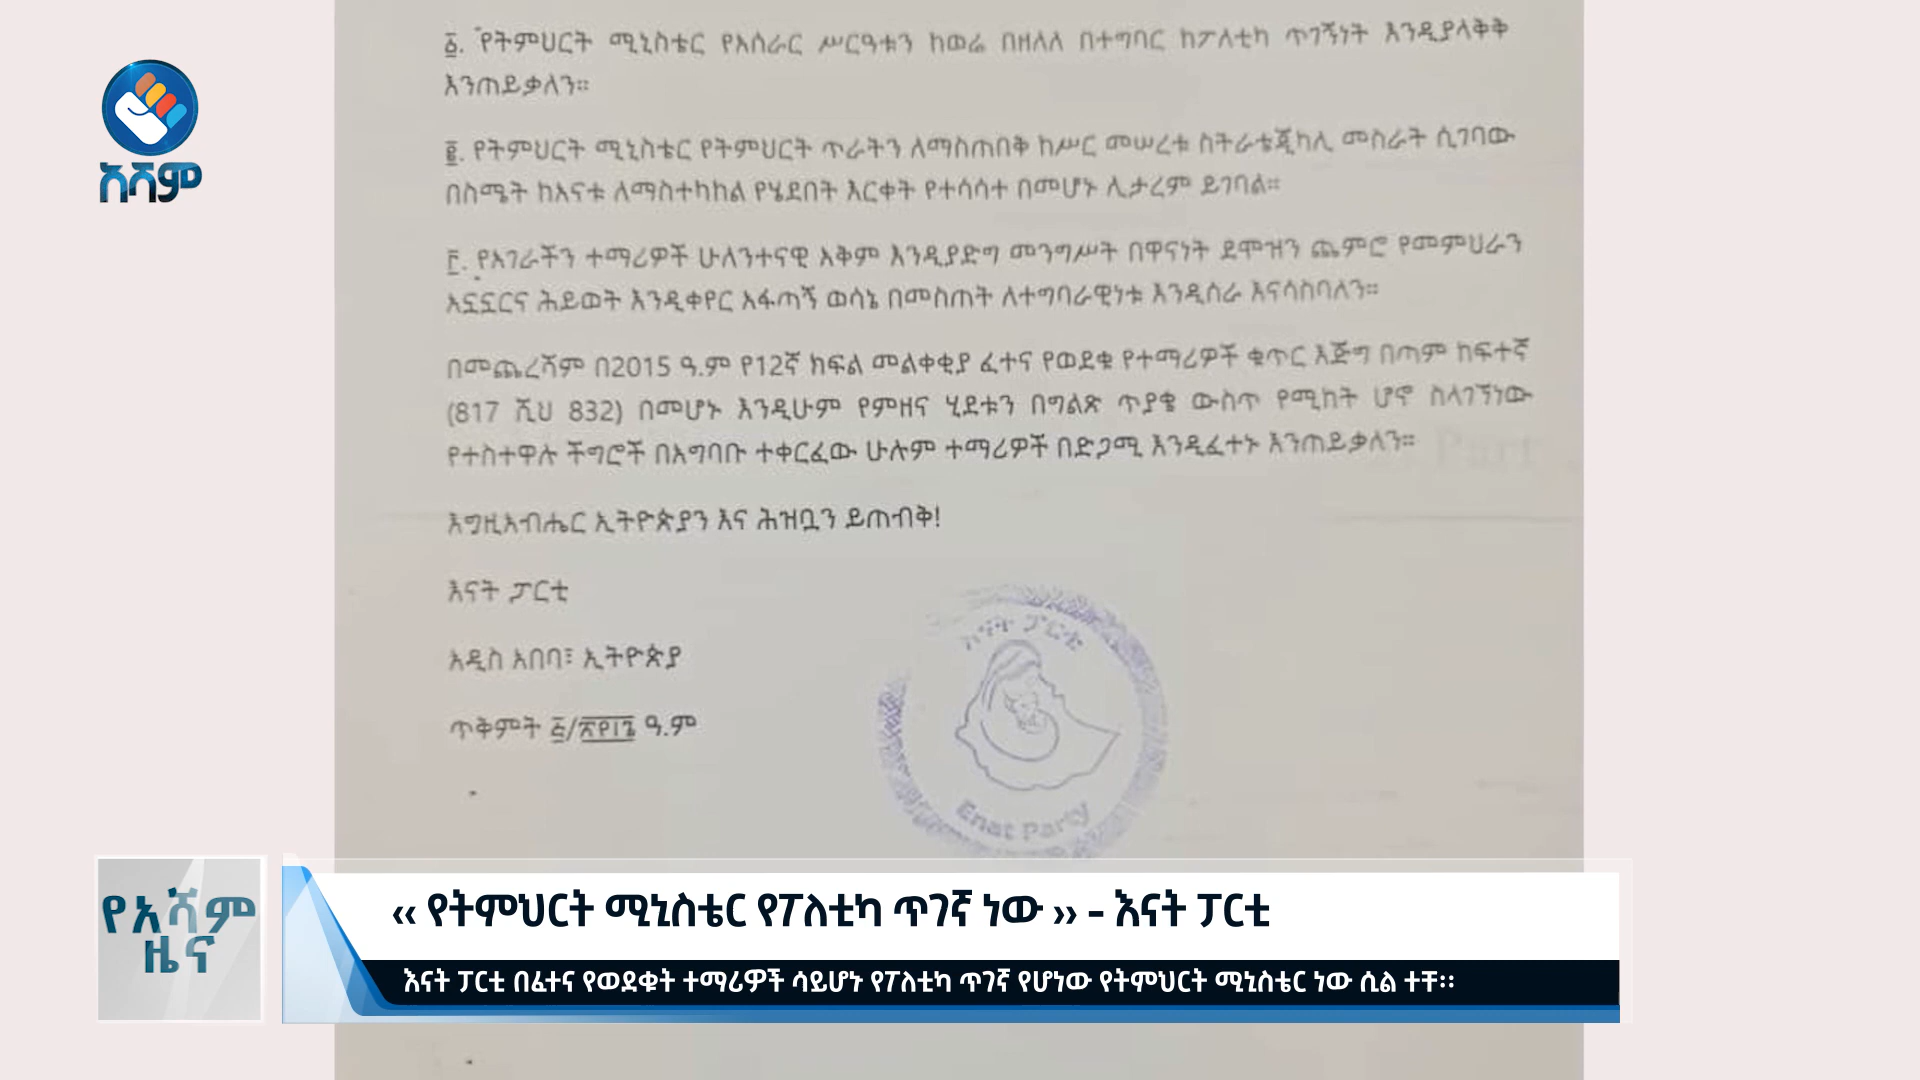 አሻም
፩. የትምህርት ሚኒስቴር የአሰራር ሥርዓቱን ከወሬ በዘለለ በተግባር ከፖለቲካ ጥገኝነት እንዲያላቅቅ
እንጠይቃለን።
፪. የትምህርት ሚኒስቴር የትምህርት ጥራትን ለማስጠበቅ ከሥር መሠረቱ ስትራቴጂካሊ መስራት ሲገባው
በስሜት ከአናቱ ለማስተካከል የሄደበት እርቀት የተሳሳተ በመሆኑ ሊታረም ይገባል።
፫. የአገራችን ተማሪዎች ሁለንተናዊ አቅም እንዲያድግ መንግሥት በዋናነት ደሞዝን ጨምሮ የመምህራን
አኗኗርና ሕይወት እንዲቀየር አፋጣኝ ወሳኔ በመስጠት ለተግባራዊነቱ እንዲሰራ እናሳስባለን።
በመጨረሻም በ2015 ዓ.ም የ12ኛ ክፍል መልቀቂያ ፈተና የወደቁ የተማሪዎች ቁጥር እጅግ በጣም ከፍተኛ
(817 ሺህ 832) በመሆኑ እንዲሁም የምዘና ሂደቱን በግልጽ ጥያቄ ውስጥ የሚከት ሆኖ ስላገኘነው
የተስተዋሉ ችግሮች በአግባቡ ተቀርፈው ሁሉም ተማሪዎች በድጋሚ እንዲፈተኑ እንጠይቃለን።
እግዚአብሔር ኢትዮጵያን እና ሕዝቧን ይጠብቅ!
እናት ፓርቲ
አዲስ አበባ፣ ኢትዮጵያ
ጥቅምት ፭/፳፻፲፮ ዓ.ም
እናት ፓርቲ
Enat Party
የአሻም
ዜና
‹‹ የትምህርት ሚኒስቴር የፖለቲካ ጥገኛ ነው ›› - እናት ፓርቲ
እናት ፓርቲ በፈተና የወደቁት ተማሪዎች ሳይሆኑ የፖለቲካ ጥገኛ የሆነው የትምህርት ሚኒስቴር ነው ሲል ተቸ፡፡